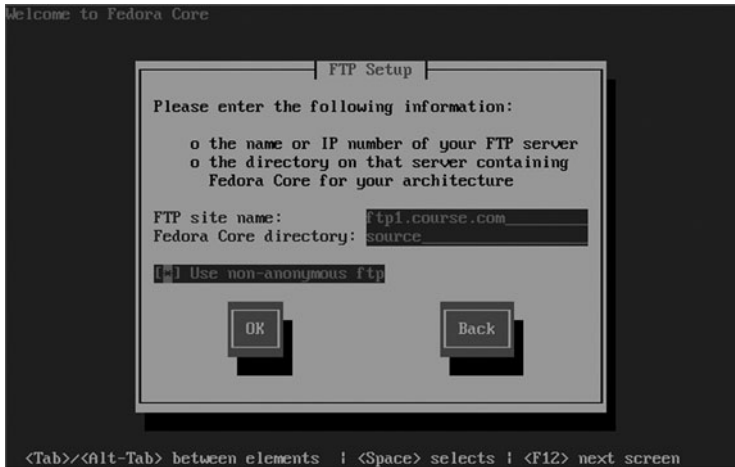 Welcome to Fedora Core
FTP Setup
Please enter the following information:
o the name or IP number of your FTP server
o the directory on that server containing
Fedora Core for your architecture
FTP site name: ftp1.course.com
Fedora Core directory: source
[*] Use non-anonymous ftp
OK Back
<Tab>/<Alt-Tab> between elements | <Space> selects | <F12> next screen